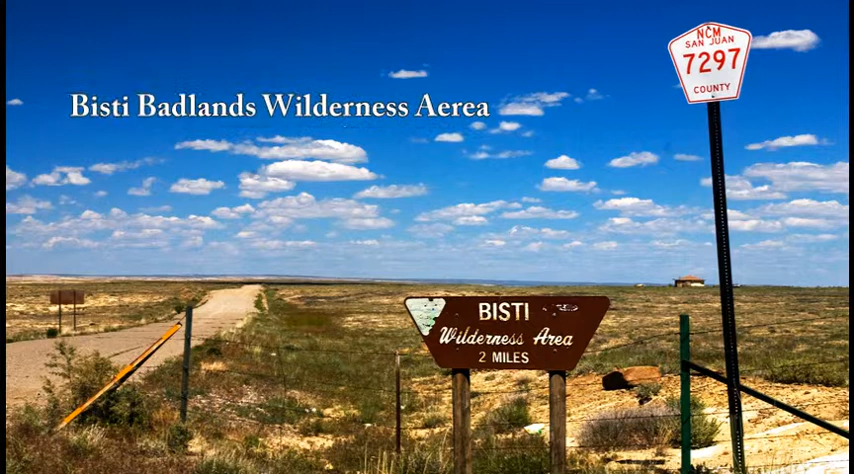 Bisti Badlands Wilderness Aerea
NCM
SAN JUAN
7297
COUNTY
BISTI
Wilderness Area
2 MILES